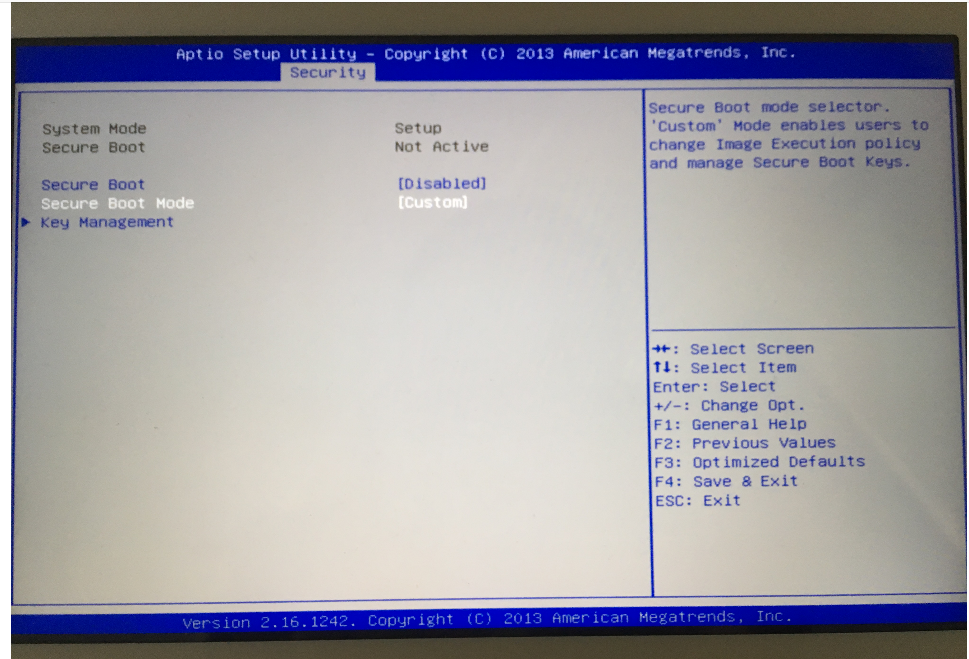 Aptio Setup Utility – Copyright (C) 2013 American Megatrends, Inc.
Security
System Mode Setup
Secure Boot Not Active
Secure Boot [Disabled]
Secure Boot Mode [Custom]
► Key Management
Secure Boot mode selector.
'Custom' Mode enables users to
change Image Execution policy
and manage Secure Boot Keys.
→←: Select Screen
↑↓: Select Item
Enter: Select
+/-: Change Opt.
F1: General Help
F2: Previous Values
F3: Optimized Defaults
F4: Save & Exit
ESC: Exit
Version 2.16.1242. Copyright (C) 2013 American Megatrends, Inc.